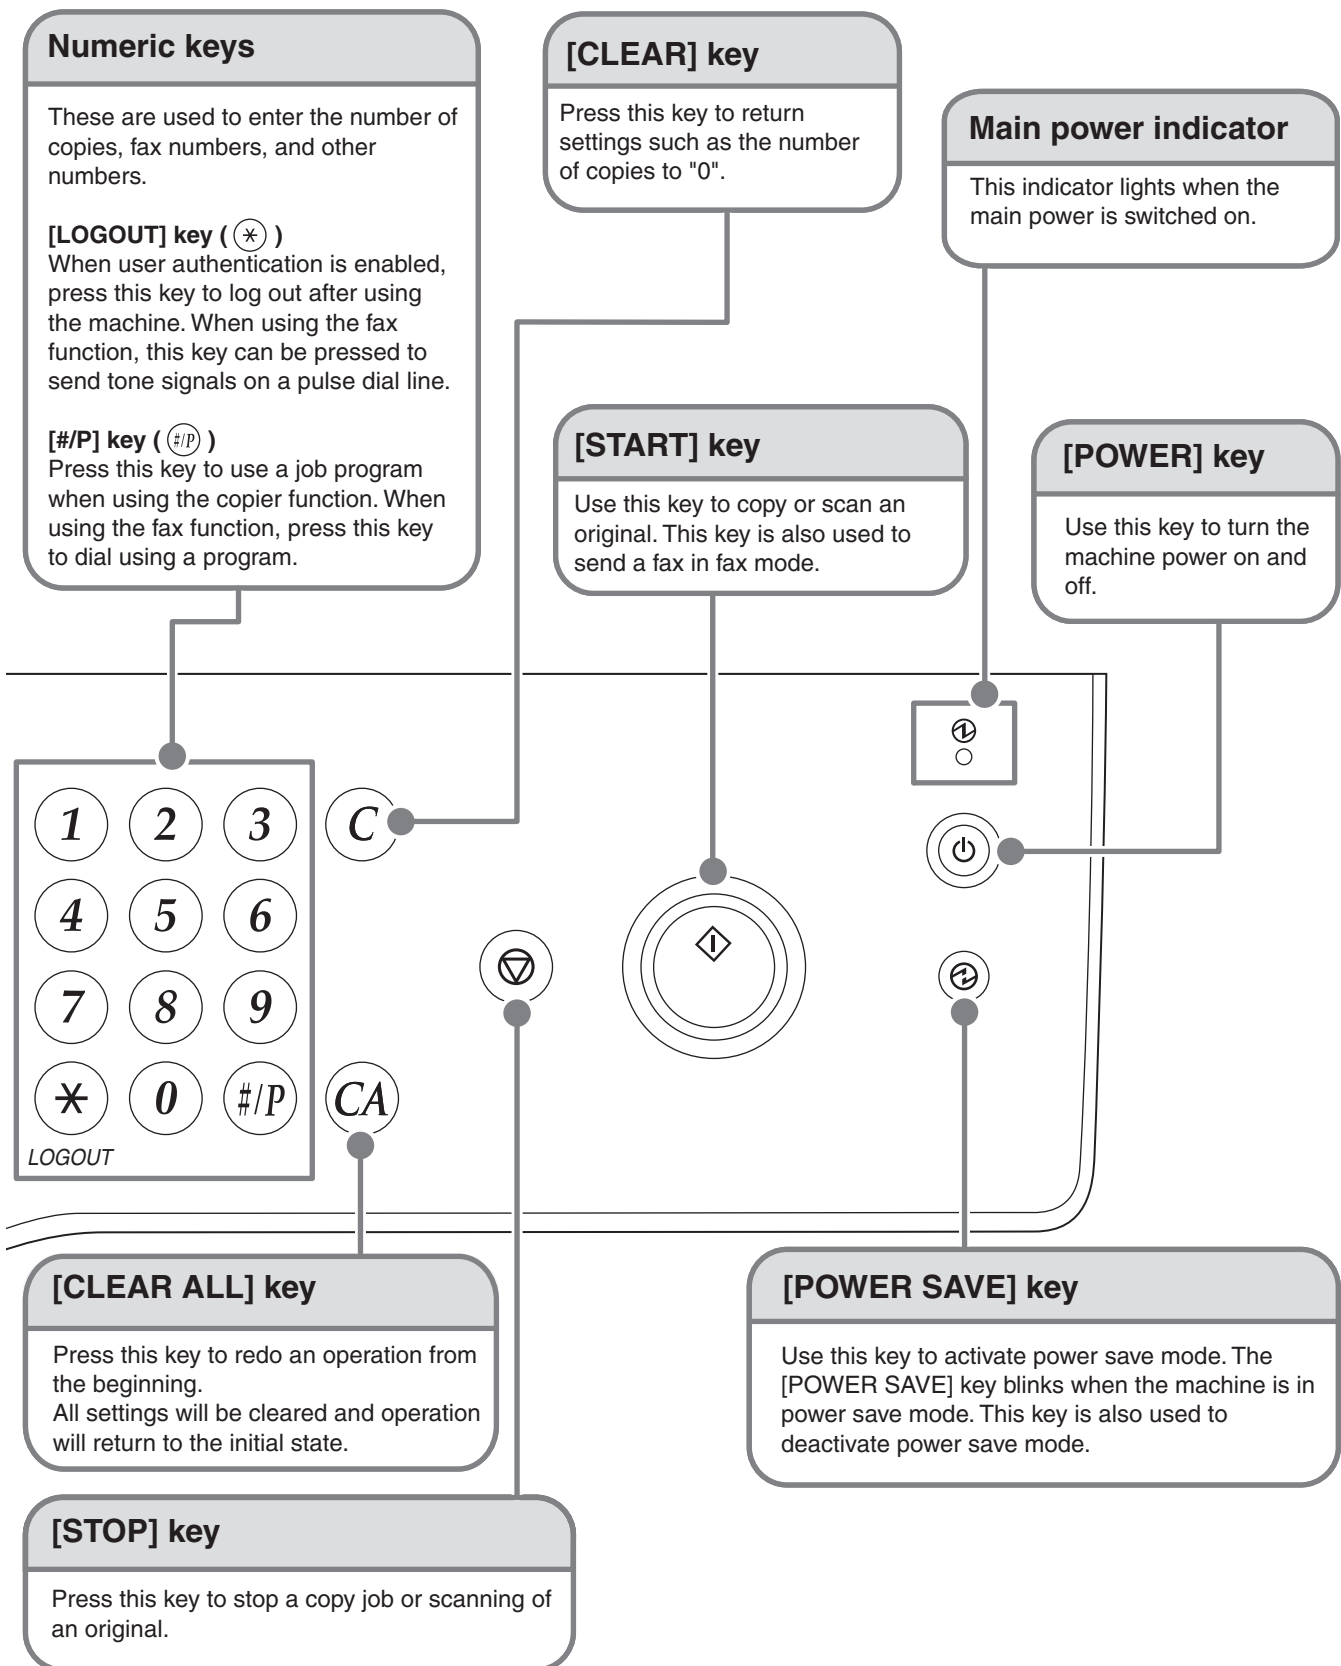 Numeric keys
These are used to enter the number of
copies, fax numbers, and other
numbers.
[LOGOUT] key ( * )
When user authentication is enabled,
press this key to log out after using
the machine. When using the fax
function, this key can be pressed to
send tone signals on a pulse dial line.
[#/P] key ( #/P )
Press this key to use a job program
when using the copier function. When
using the fax function, press this key
to dial using a program.
[CLEAR] key
Press this key to return
settings such as the number
of copies to "0".
Main power indicator
This indicator lights when the
main power is switched on.
[START] key
Use this key to copy or scan an
original. This key is also used to
send a fax in fax mode.
[POWER] key
Use this key to turn the
machine power on and
off.
1 2 3 C
4 5 6
7 8 9
* 0 #/P CA
LOGOUT
[CLEAR ALL] key
Press this key to redo an operation from
the beginning.
All settings will be cleared and operation
will return to the initial state.
[POWER SAVE] key
Use this key to activate power save mode. The
[POWER SAVE] key blinks when the machine is in
power save mode. This key is also used to
deactivate power save mode.
[STOP] key
Press this key to stop a copy job or scanning of
an original.